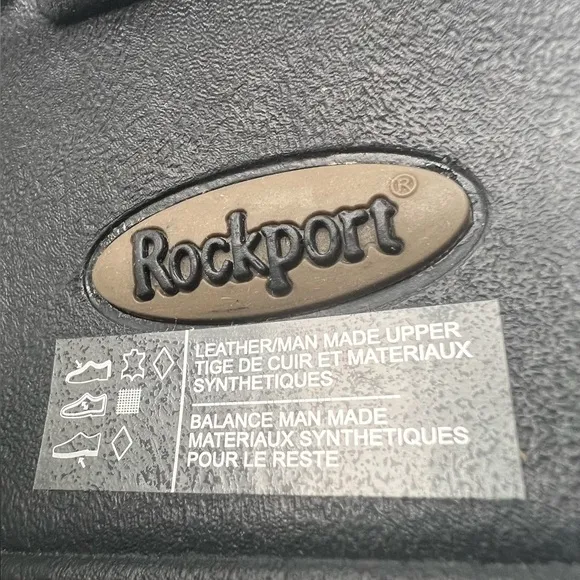 Rockport®
LEATHER/MAN MADE UPPER
TIGE DE CUIR ET MATERIAUX
SYNTHETIQUES
BALANCE MAN MADE
MATERIAUX SYNTHETIQUES
POUR LE RESTE